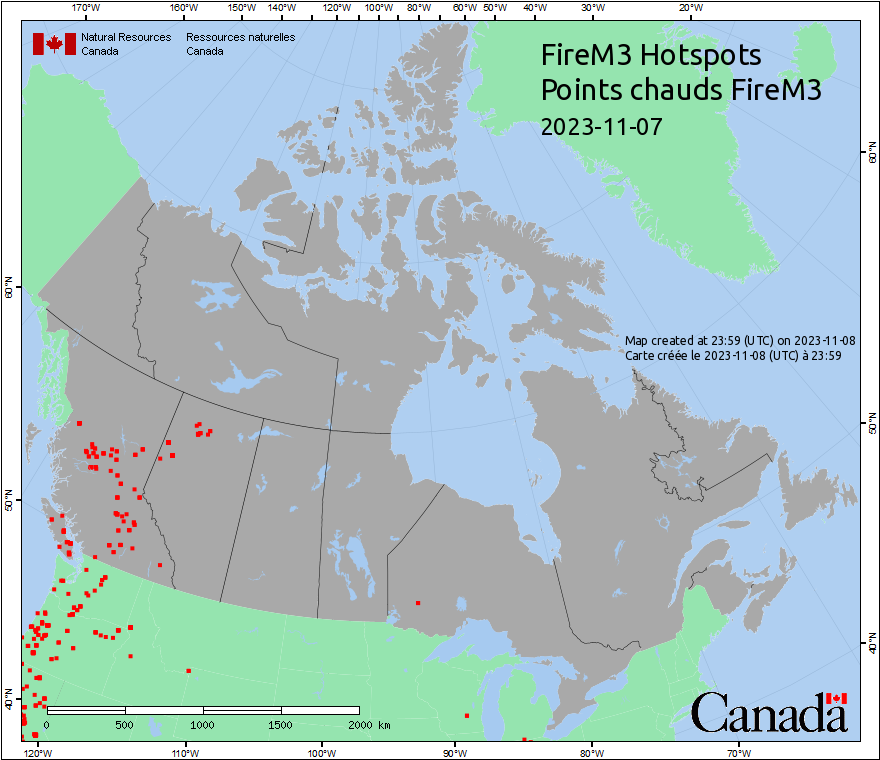 170°W 160°W 150°W 140°W 130°W 120°W 110°W 100°W 90°W 80°W 60°W 50°W 40°W 30°W 20°W
Natural Resources Ressources naturelles
Canada Canada
FireM3 Hotspots
Points chauds FireM3
2023-11-07
60°N
60°N
Map created at 23:59 (UTC) on 2023-11-08
Carte créée le 2023-11-08 (UTC) à 23:59
50°N
50°N
40°N
40°N
0 500 1000 1500 2000 km
Canada
120°W 110°W 100°W 90°W 80°W 70°W